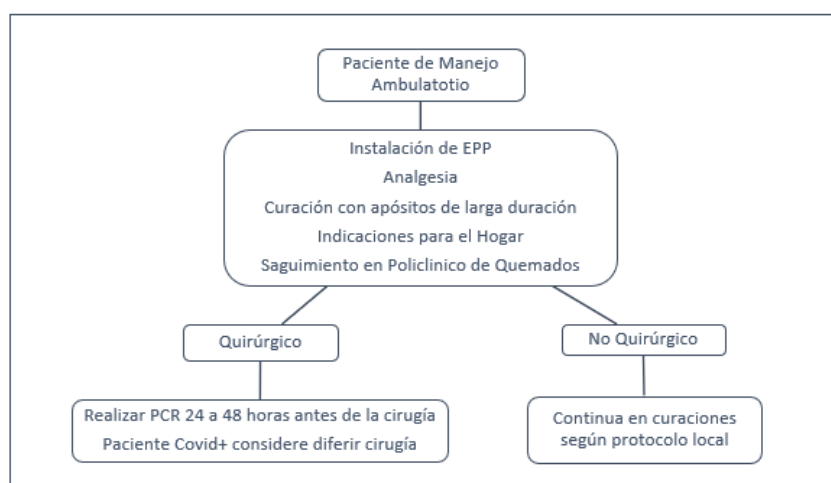 Paciente de Manejo
Ambulatotio
Instalación de EPP
Analgesia
Curación con apósitos de larga duración
Indicaciones para el Hogar
Saguimiento en Policlinico de Quemados
Quirúrgico
No Quirúrgico
Realizar PCR 24 a 48 horas antes de la cirugía
Paciente Covid+ considere diferir cirugía
Continua en curaciones
según protocolo local